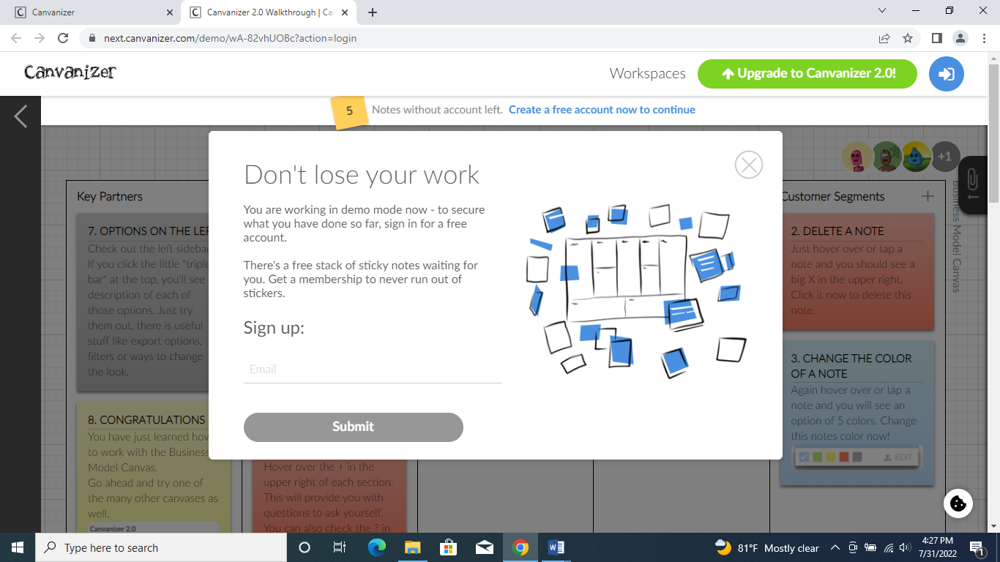 Canvanizer
Canvanizer 2.0 Walkthrough | Ca
next.canvanizer.com/demo/wA-82vhUOBc?action=login
Canvanizer
Workspaces
Upgrade to Canvanizer 2.0!
5
Notes without account left. Create a free account now to continue
+1
Key Partners
7. OPTIONS ON THE LEF
Check out the left sidebar
If you click the little "triple
bar" at the top, you'll see
description of each of
those options. Just try
them out, there is useful
stuff like export options,
filters or ways to change
the look.
8. CONGRATULATIONS
You have just learned how
to work with the Business
Model Canvas.
Go ahead and try one of
the many other canvases as
well.
Canvanizer 2.0
Don't lose your work
You are working in demo mode now - to secure
what you have done so far, sign in for a free
account.
There's a free stack of sticky notes waiting for
you. Get a membership to never run out of
stickers.
Sign up:
Email
Submit
Hover over the + in the
upper right of each section.
This will provide you with
questions to ask yourself.
You can also check the ? in
Customer Segments
2. DELETE A NOTE
Just hover over or tap a
note and you should see a
big X in the upper right.
Click it now to delete this
note.
3. CHANGE THE COLOR
OF A NOTE
Again hover over or tap a
note and you will see an
option of 5 colors. Change
this notes color now!
EDIT
Business Model Canvas
Type here to search
81°F Mostly clear
4:27 PM
7/31/2022
1